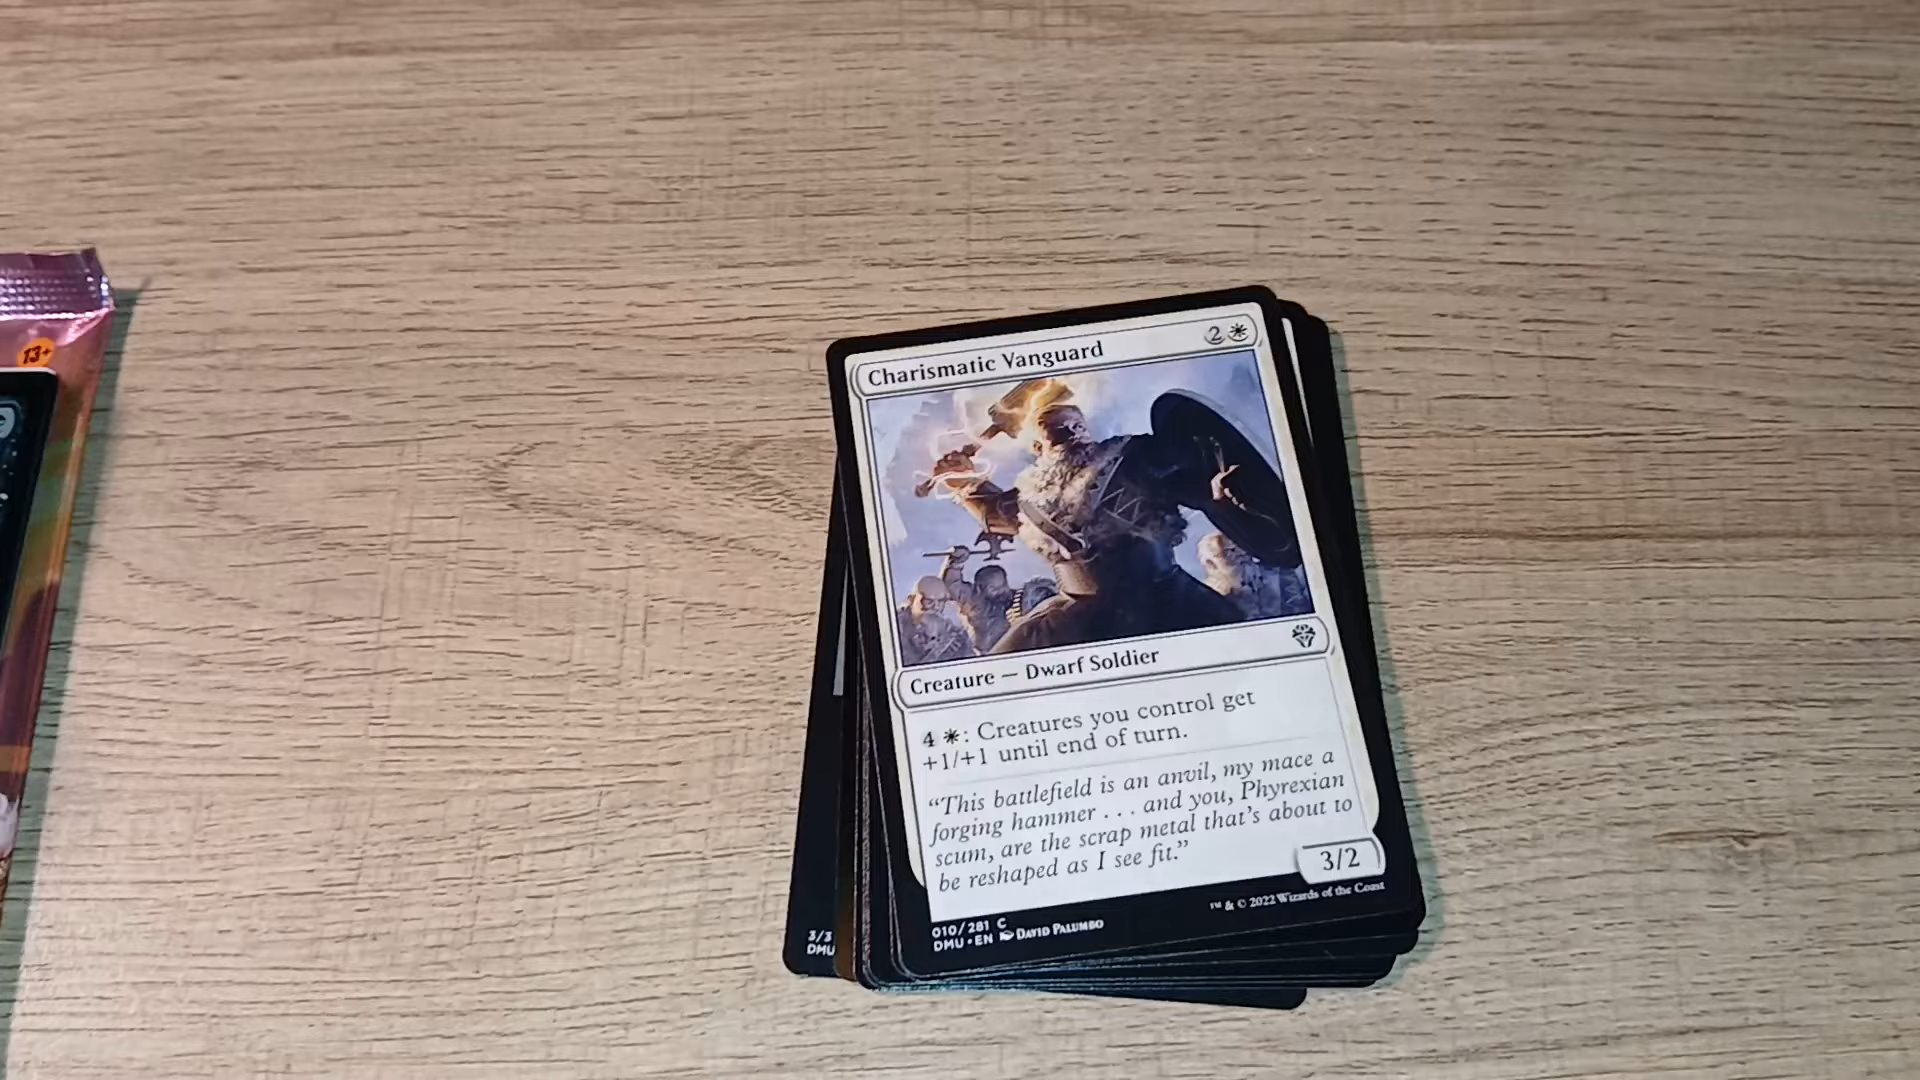 13+
Charismatic Vanguard 2
Creature — Dwarf Soldier
4 : Creatures you control get
+1/+1 until end of turn.
“This battlefield is an anvil, my mace a
forging hammer . . . and you, Phyrexian
scum, are the scrap metal that's about to
be reshaped as I see fit.”
3/2
010/281 C
DMU • EN DAVID PALUMBO
™ & © 2022 Wizards of the Coast
3/3
DMU